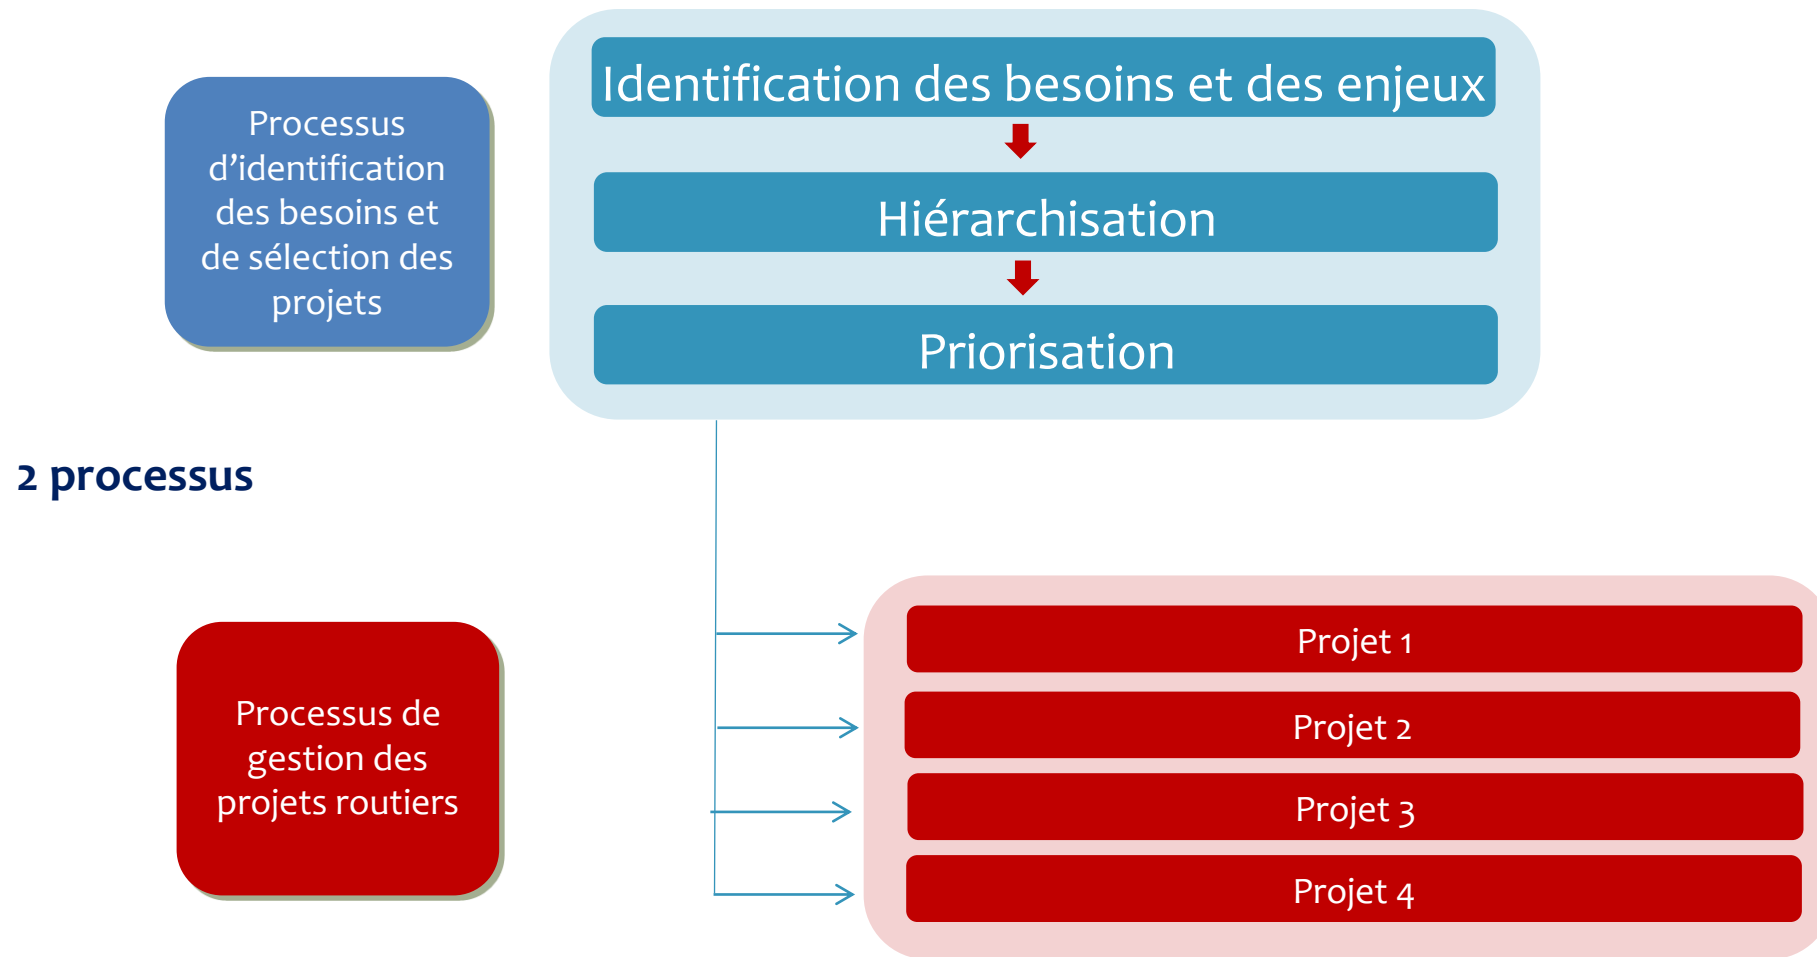 Processus
d’identification
des besoins et
de sélection des
projets
Identification des besoins et des enjeux
Hiérarchisation
Priorisation
2 processus
Processus de
gestion des
projets routiers
Projet 1
Projet 2
Projet 3
Projet 4